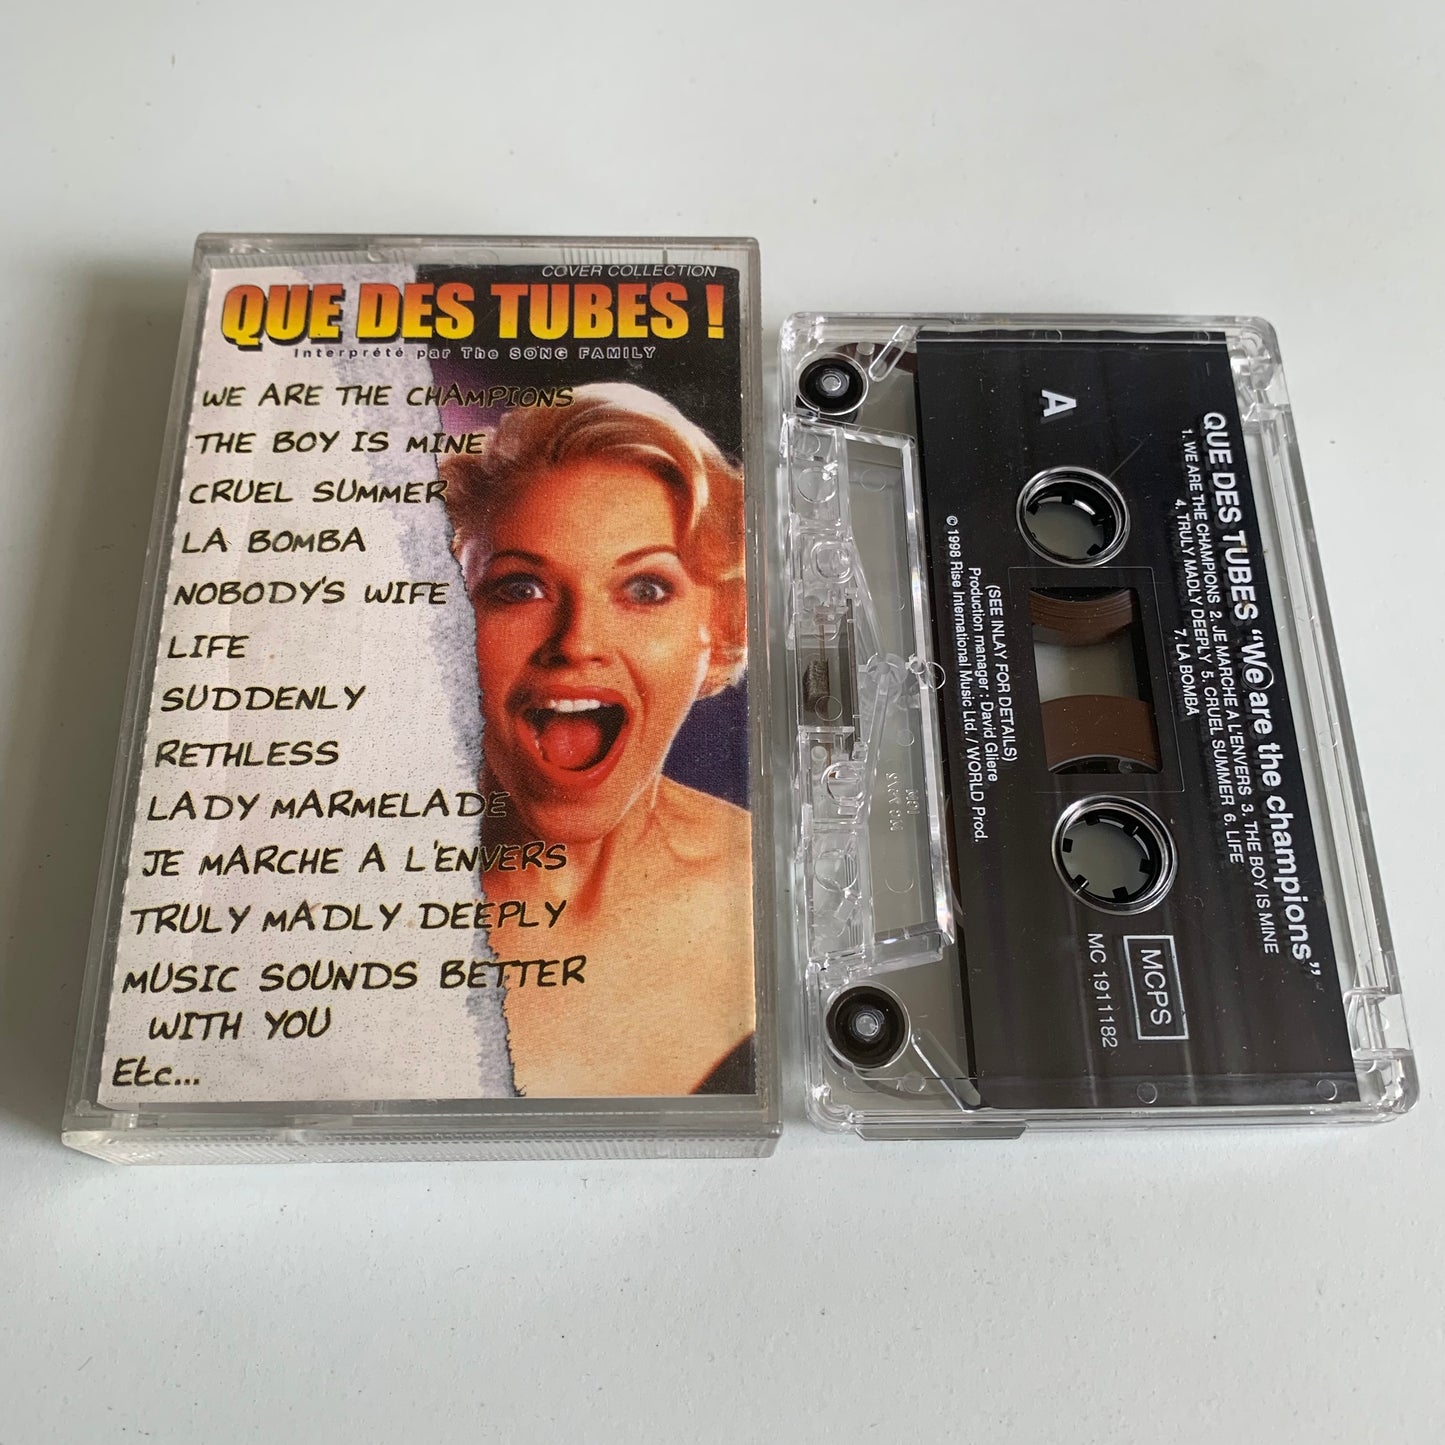 COVER COLLECTION
QUE DES TUBES !
Interprété par The SONG FAMILY
WE ARE THE CHAMPIONS
THE BOY IS MINE
CRUEL SUMMER
LA BOMBA
NOBODY'S WIFE
LIFE
SUDDENLY
RETHLESS
LADY MARMELADE
JE MARCHE A L'ENVERS
TRULY MADLY DEEPLY
MUSIC SOUNDS BETTER
WITH YOU
Etc...
A
QUE DES TUBES "We are the champions"
1. WE ARE THE CHAMPIONS 2. JE MARCHE A L'ENVERS 3. THE BOY IS MINE
4. TRULY MADLY DEEPLY 5. CRUEL SUMMER 6. LIFE
7. LA BOMBA
(SEE INLAY FOR DETAILS)
Production manager : David Gliere
© 1998 Rise International Music Ltd. / WORLD Prod.
MCPS
MC 1911182